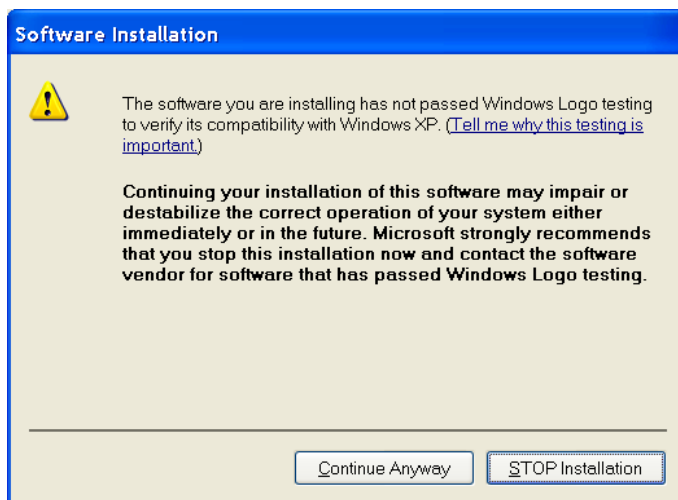 Software Installation
The software you are installing has not passed Windows Logo testing
to verify its compatibility with Windows XP. (Tell me why this testing is
important.)
Continuing your installation of this software may impair or
destabilize the correct operation of your system either
immediately or in the future. Microsoft strongly recommends
that you stop this installation now and contact the software
vendor for software that has passed Windows Logo testing.
Continue Anyway
STOP Installation